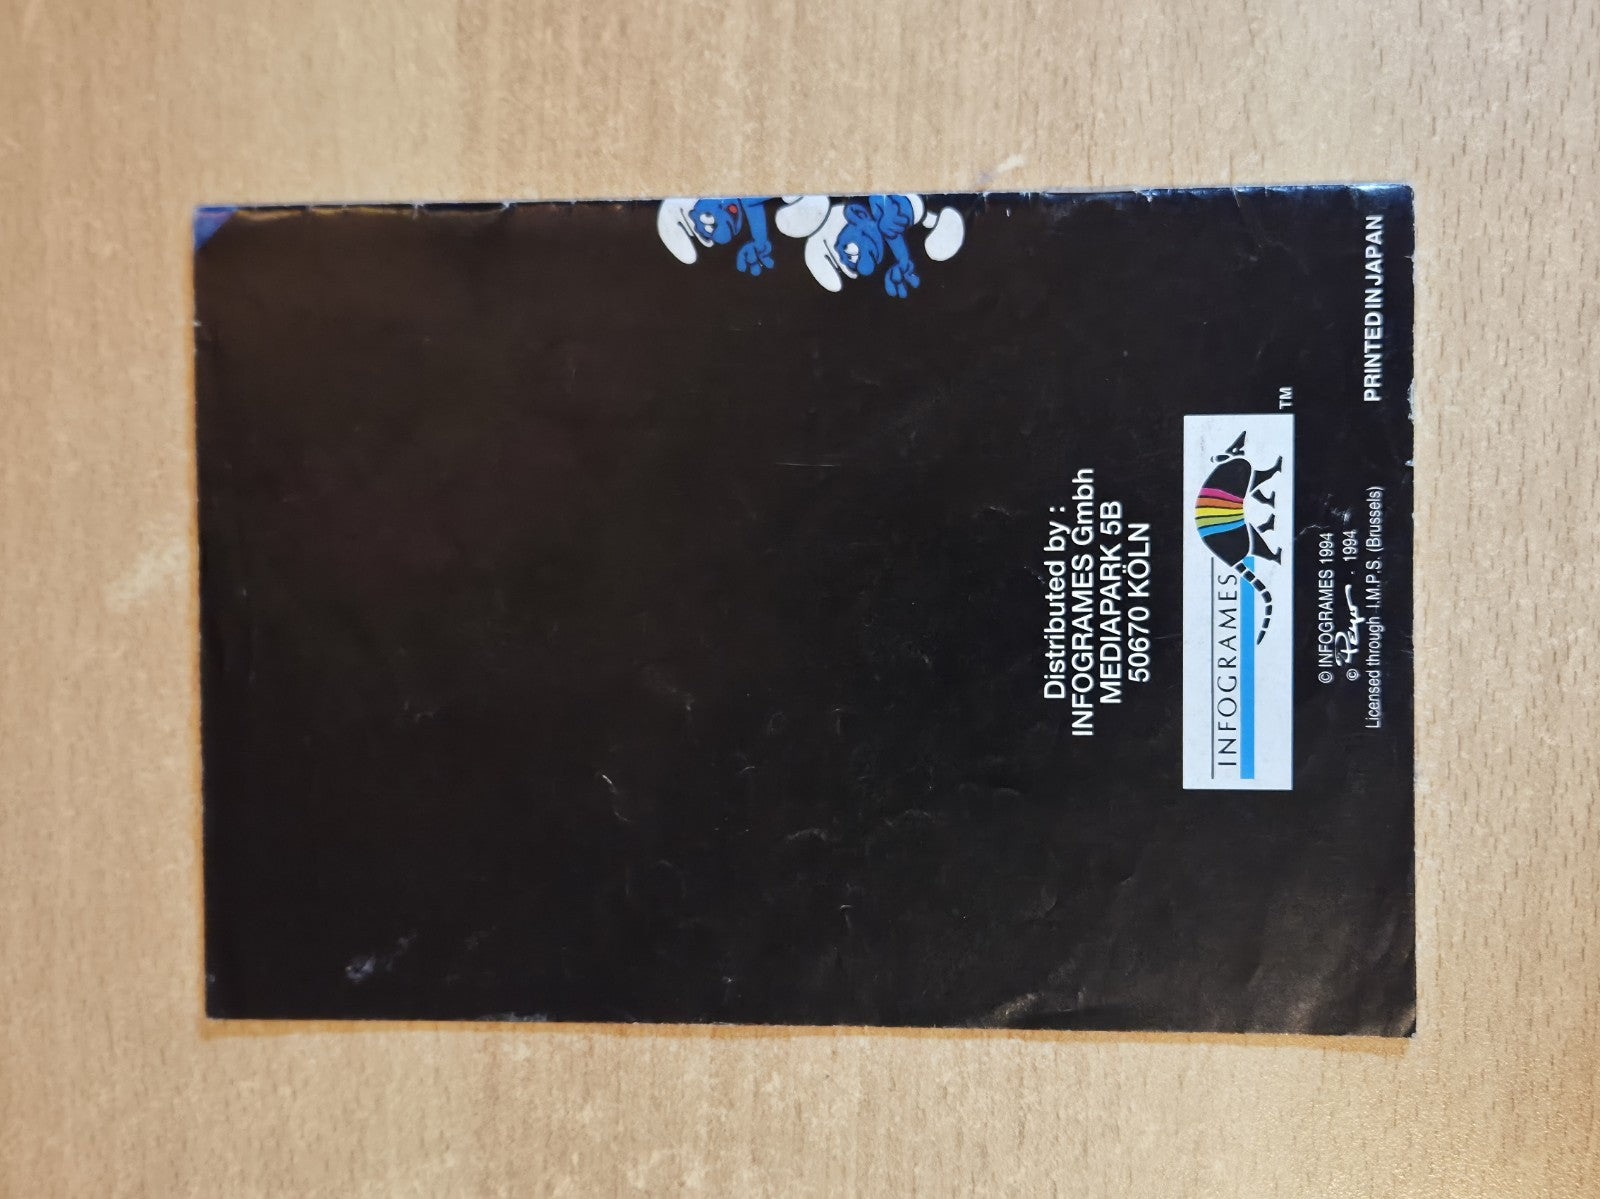 Distributed by :
INFOGRAMES Gmbh
MEDIAPARK 5B
50670 KÖLN
INFOGRAMES
TM
© INFOGRAMES 1994
© Peyo . 1994
Licensed through I.M.P.S. (Brussels)
PRINTED IN JAPAN